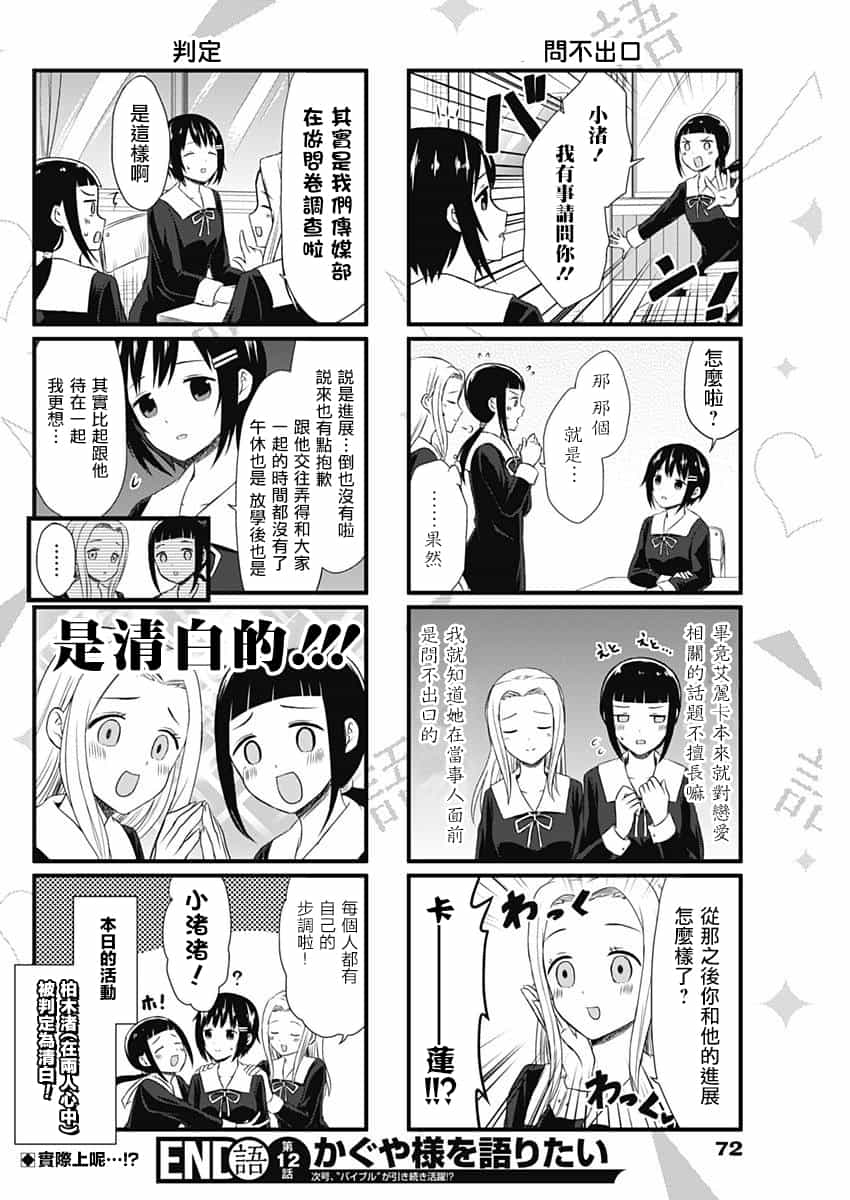 問不出口
小渚！
我有事請問你！！
バン
怎麼啦？
那 那個
就是…
……果然
畢竟艾麗卡本來就對戀愛
相關的話題不擅長嘛
えと…
えと
我就知道她在當事人面前
是問不出口的
從那之後你和他的進展
怎麼樣了？
わっく
わっく
卡——蓮！！？
判定
其實是我們傳媒部
在做問卷調查啦
是這樣啊
說是進展…倒也沒有啦
說來也有點抱歉
跟他交往弄得和大家
一起的時間都沒有了
午休也是 放學後也是
其實比起跟他
待在一起
我更想…
……
是清白的！！！
每個人都有
自己的
步調啦！
小渚渚！
?
ホ！
本日的活動
柏木渚（在兩人心中）
被判定為清白！
◆實際上呢…！？
END
語
第12話
かぐや様を語りたい
次号、“バイブル”が引き続き活躍！？
72
語
語
語